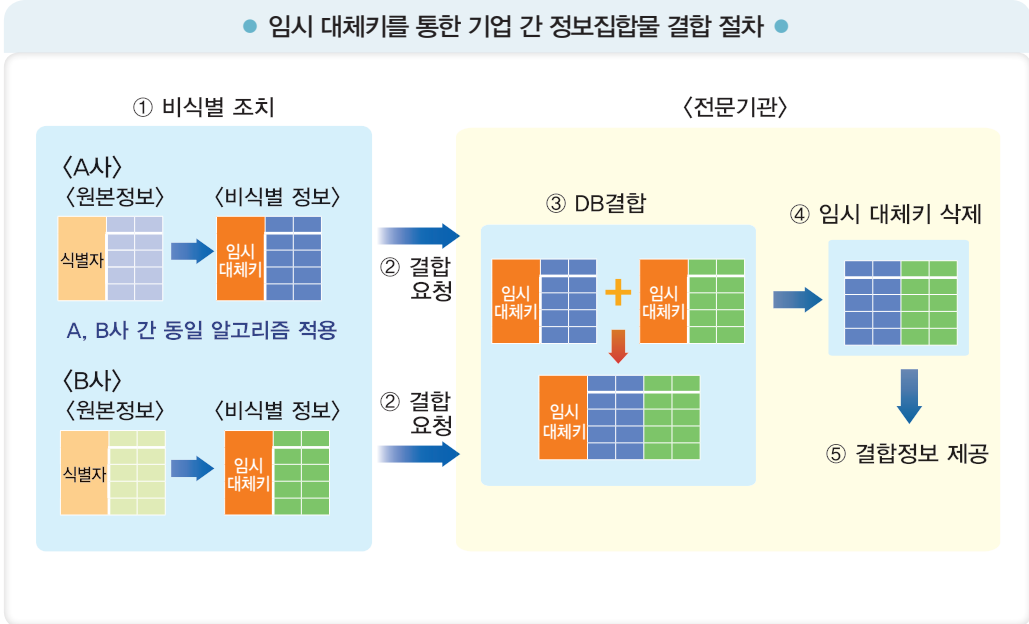 ● 임시 대체키를 통한 기업 간 정보집합물 결합 절차 ●
① 비식별 조치
〈A사〉
〈원본정보〉
〈비식별 정보〉
식별자
임시
대체키
A, B사 간 동일 알고리즘 적용
〈B사〉
〈원본정보〉
〈비식별 정보〉
식별자
임시
대체키
② 결합
요청
② 결합
요청
〈전문기관〉
③ DB결합
임시
대체키
+
임시
대체키
임시
대체키
④ 임시 대체키 삭제
⑤ 결합정보 제공